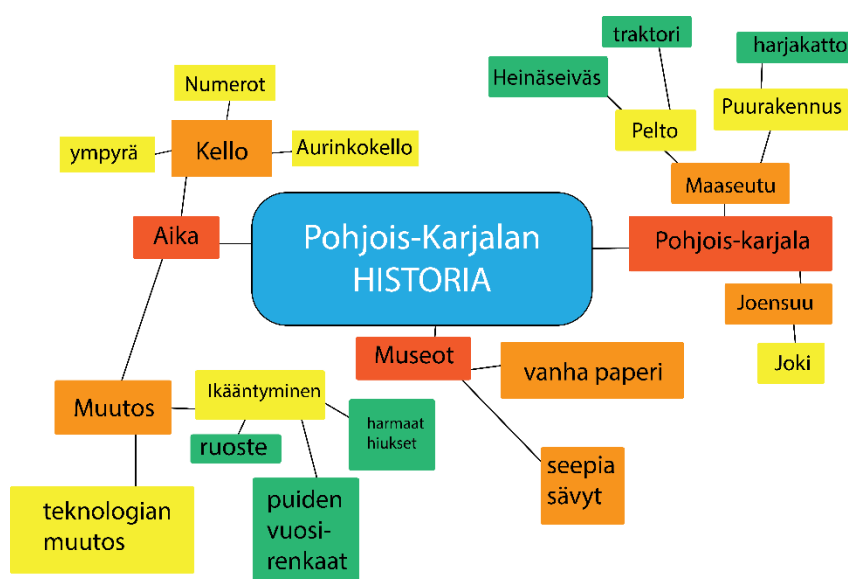 traktori
harjakatto
Heinäseiväs
Numerot
Puurakennus
Pelto
ympyrä
Kello
Aurinkokello
Maaseutu
Aika
Pohjois-Karjalan
HISTORIA
Pohjois-karjala
Joensuu
Museot
Joki
vanha paperi
Muutos
Ikääntyminen
harmaat
hiukset
ruoste
seepia
sävyt
teknologian
muutos
puiden
vuosi-
renkaat